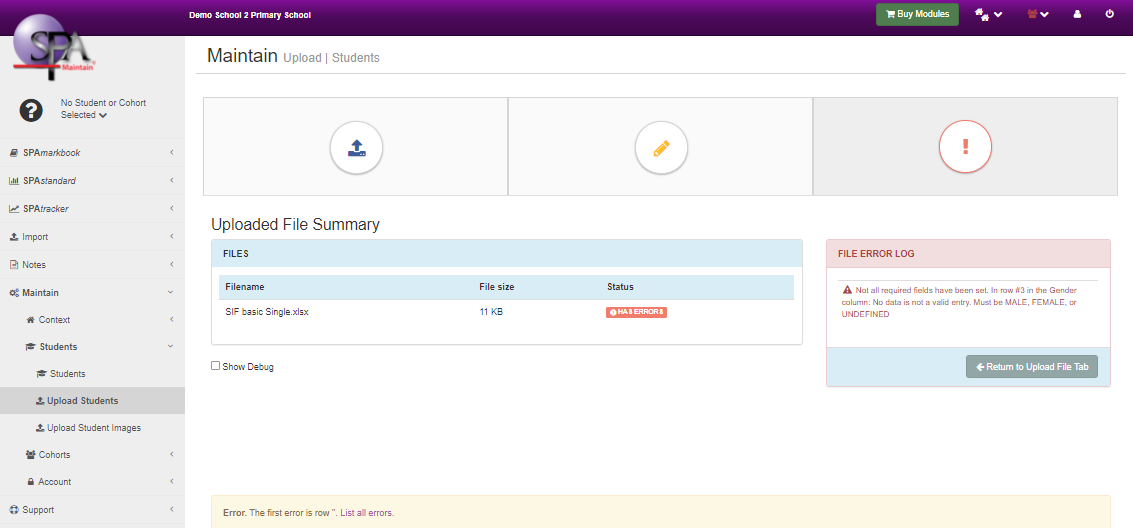 Demo School 2 Primary School
Buy Modules
SPA
Maintain
Maintain Upload | Students
No Student or Cohort
Selected
SPAmarkbook
SPAstandard
SPAtracker
Import
Notes
Maintain
Context
Students
Students
Upload Students
Upload Student Images
Cohorts
Account
Support
Uploaded File Summary
FILES
Filename File size Status
SIF basic Single.xlsx 11 KB HAS ERRORS
Show Debug
FILE ERROR LOG
Not all required fields have been set. In row #3 in the Gender
column: No data is not a valid entry. Must be MALE, FEMALE, or
UNDEFINED
Return to Upload File Tab
Error. The first error is row ''. List all errors.